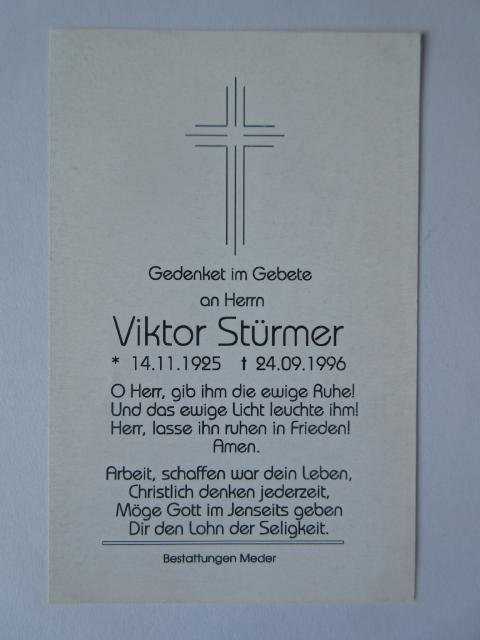 Gedenket im Gebete
an Herrn
Viktor Stürmer
* 14.11.1925 † 24.09.1996
O Herr, gib ihm die ewige Ruhe!
Und das ewige Licht leuchte ihm!
Herr, lasse ihn ruhen in Frieden!
Amen.
Arbeit, schaffen war dein Leben,
Christlich denken jederzeit,
Möge Gott im Jenseits geben
Dir den Lohn der Seligkeit.
Bestattungen Meder